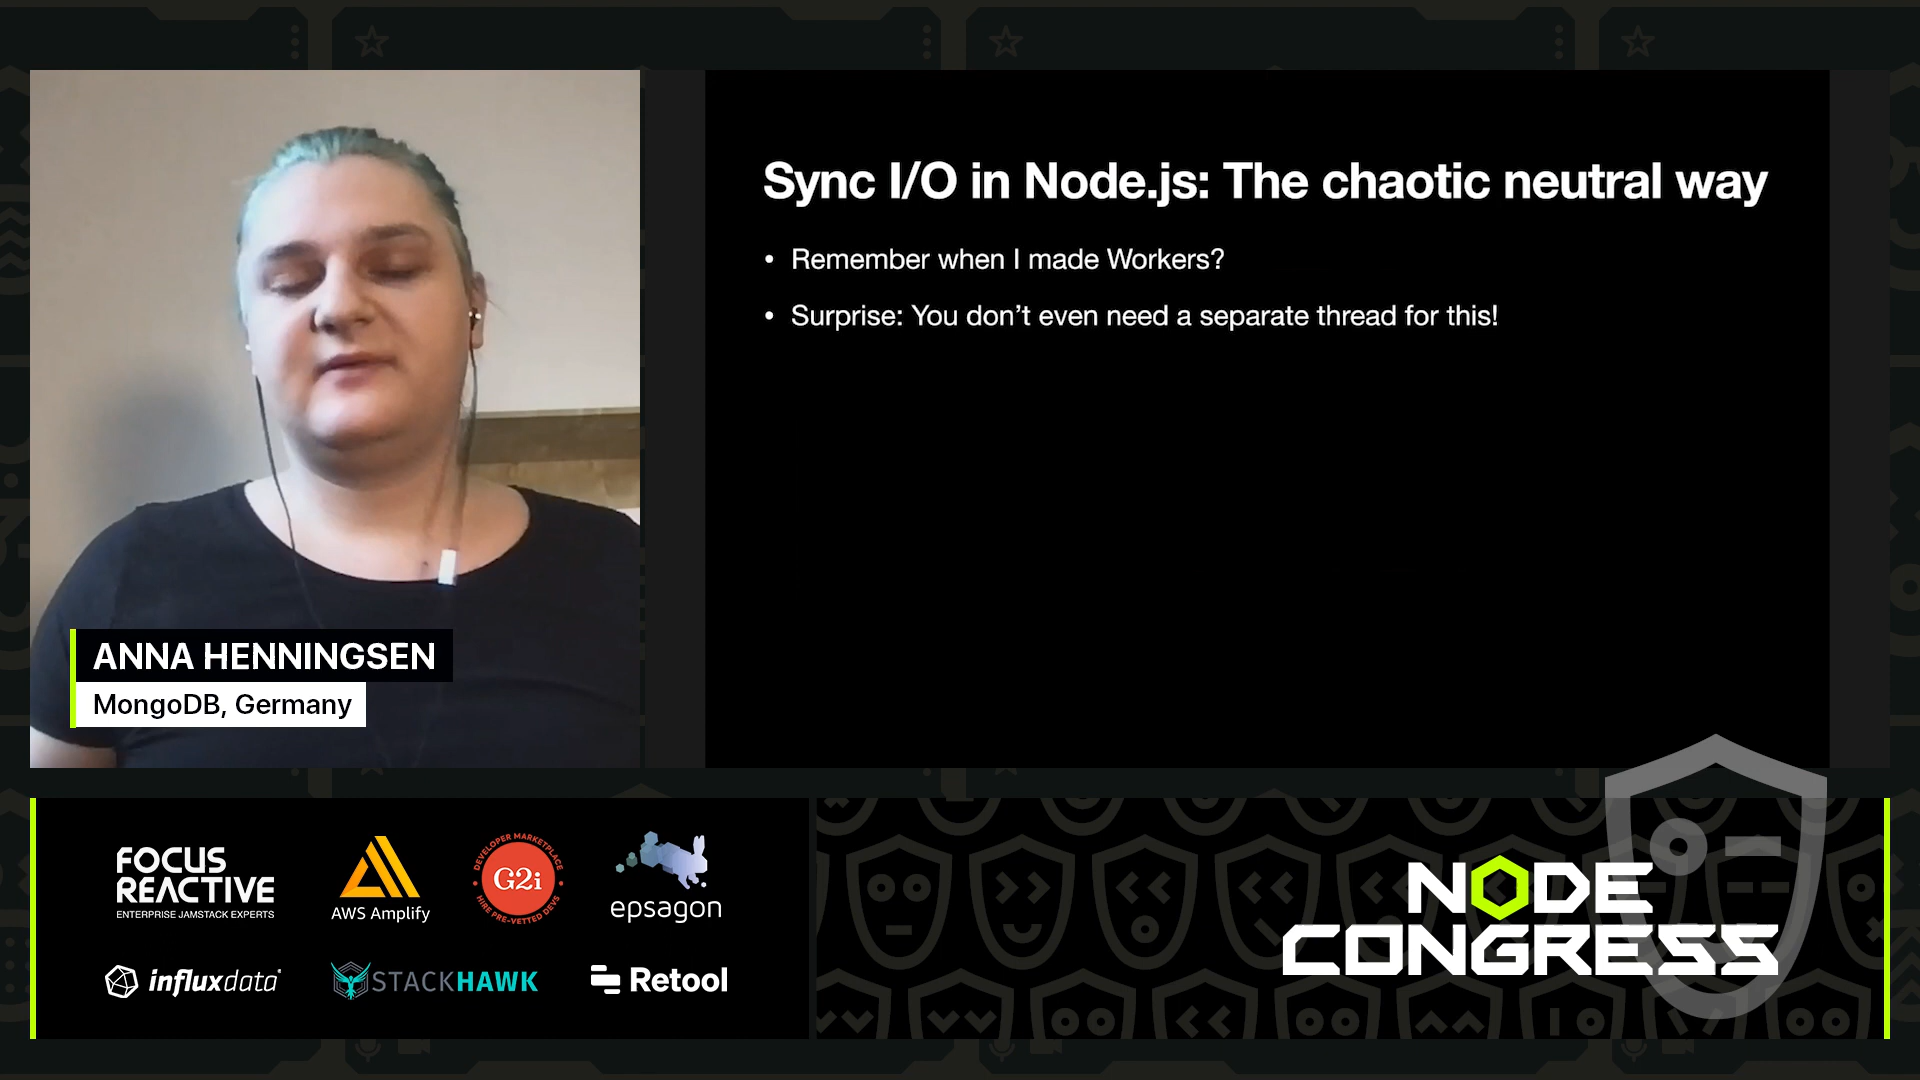 Sync I/O in Node.js: The chaotic neutral way
• Remember when I made Workers?
• Surprise: You don’t even need a separate thread for this!
ANNA HENNINGSEN
MongoDB, Germany
FOCUS
REACTIVE
ENTERPRISE JAMSTACK EXPERTS
AWS Amplify
DEVELOPER MARKETPLACE
G2i
HIRE PRE-VETTED DEVS
epsagon
influxdata
STACKHAWK
Retool
NODE
CONGRESS